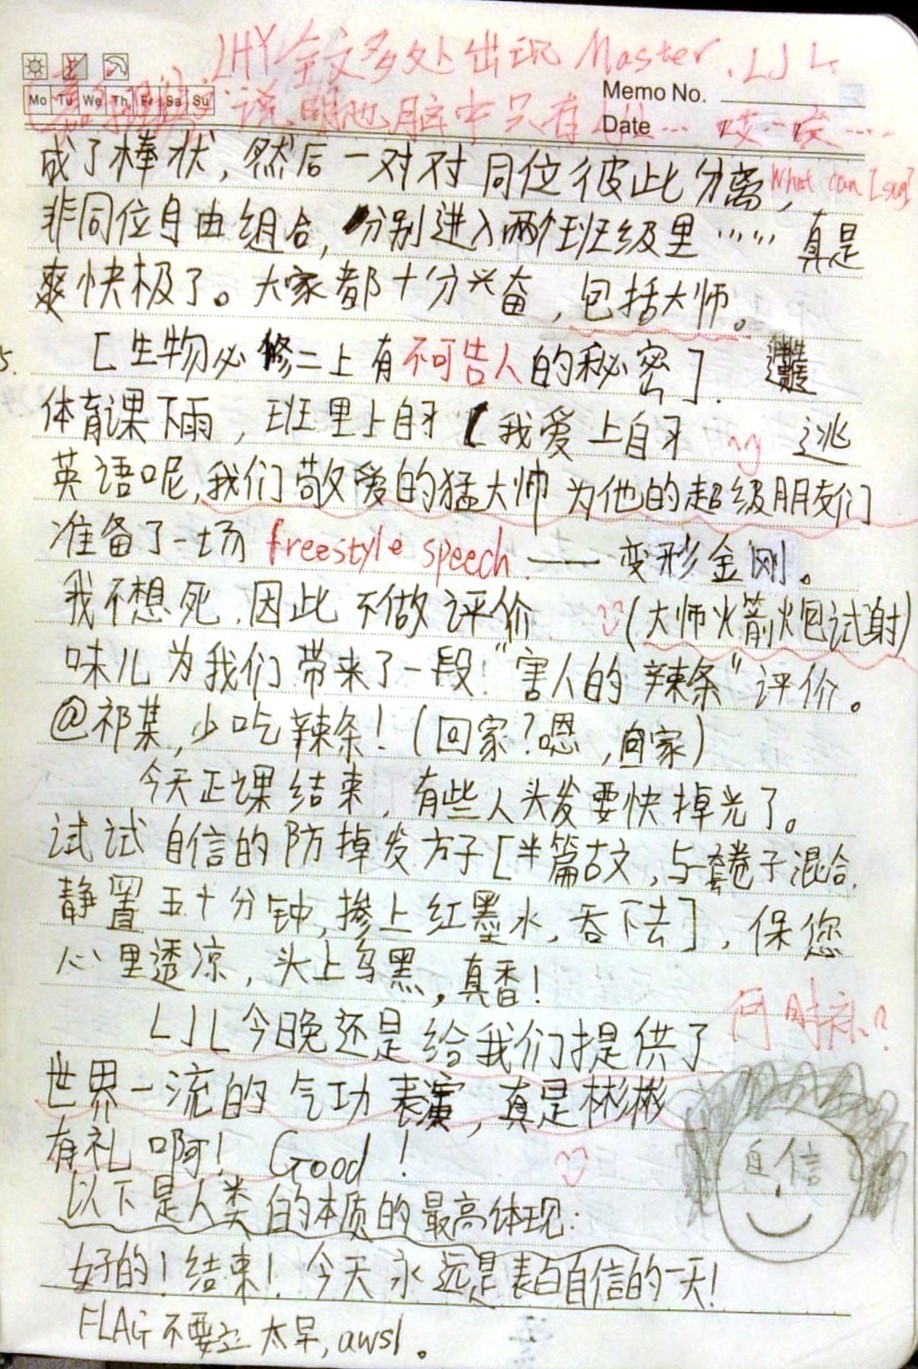 LHY全文多处出现 Master、LJL
Mo Tu We Th Fr Sa Su
Memo No.
Date
说明他脑中只有 … 哎…哎……
成了棒状，然后一对对同位彼此分离，
What can I say
非同位自由组合，分别进入两个班级里…… 真是
爽快极了。大家都十分兴奋，包括大师。
5. [生物必修二上有不可告人的秘密]．
体育课下雨，班里上自习 [我爱上自习 逃
英语呢，我们敬爱的猛大帅为他的超级朋友们
准备了一场 freestyle speech —— 变形金刚。
我不想死，因此不做评价 (大师火箭炮试射)
味儿为我们带来了一段“害人的辣条”评价。
@祁某，少吃辣条！(回家？嗯，回家)
今天正课结束，有些人头发要快掉光了。
试试自信的防掉发方子[半篇古文，与卷子混合，
静置五十分钟，掺上红墨水，吞下去]，保您
心里透凉，头上乌黑，真香！
LJL今晚还是给我们提供了
何时有？
世界一流的气功表演，真是彬彬
有礼啊！Good！
自信
以下是人类的本质的最高体现：
好的！结束！今天永远是表白自信的一天！
FLAG不要立太早，awsl。